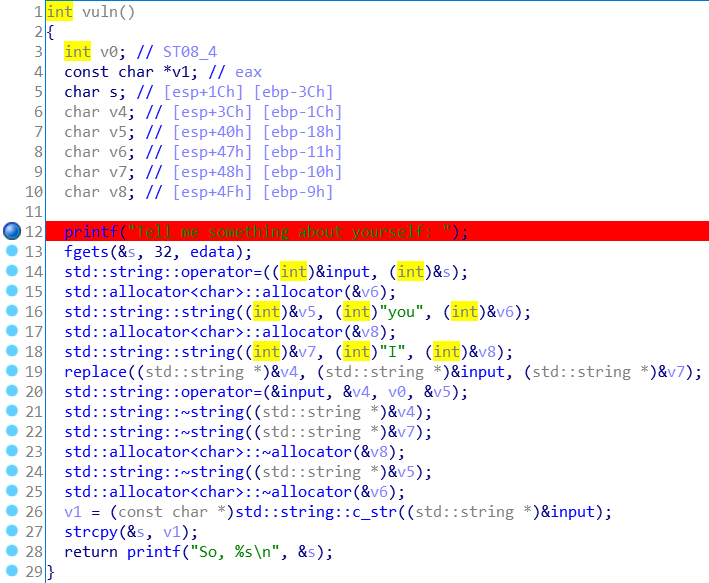 1 int vuln()
2 {
3 int v0; // ST08_4
4 const char *v1; // eax
5 char s; // [esp+1Ch] [ebp-3Ch]
6 char v4; // [esp+3Ch] [ebp-1Ch]
7 char v5; // [esp+40h] [ebp-18h]
8 char v6; // [esp+47h] [ebp-11h]
9 char v7; // [esp+48h] [ebp-10h]
10 char v8; // [esp+4Fh] [ebp-9h]
11
12 printf("Tell me something about yourself: ");
13 fgets(&s, 32, edata);
14 std::string::operator=((int)&input, (int)&s);
15 std::allocator<char>::allocator(&v6);
16 std::string::string((int)&v5, (int)"you", (int)&v6);
17 std::allocator<char>::allocator(&v8);
18 std::string::string((int)&v7, (int)"I", (int)&v8);
19 replace((std::string *)&v4, (std::string *)&input, (std::string *)&v7);
20 std::string::operator=(&input, &v4, v0, &v5);
21 std::string::~string((std::string *)&v4);
22 std::string::~string((std::string *)&v7);
23 std::allocator<char>::~allocator(&v8);
24 std::string::~string((std::string *)&v5);
25 std::allocator<char>::~allocator(&v6);
26 v1 = (const char *)std::string::c_str((std::string *)&input);
27 strcpy(&s, v1);
28 return printf("So, %s\n", &s);
29 }